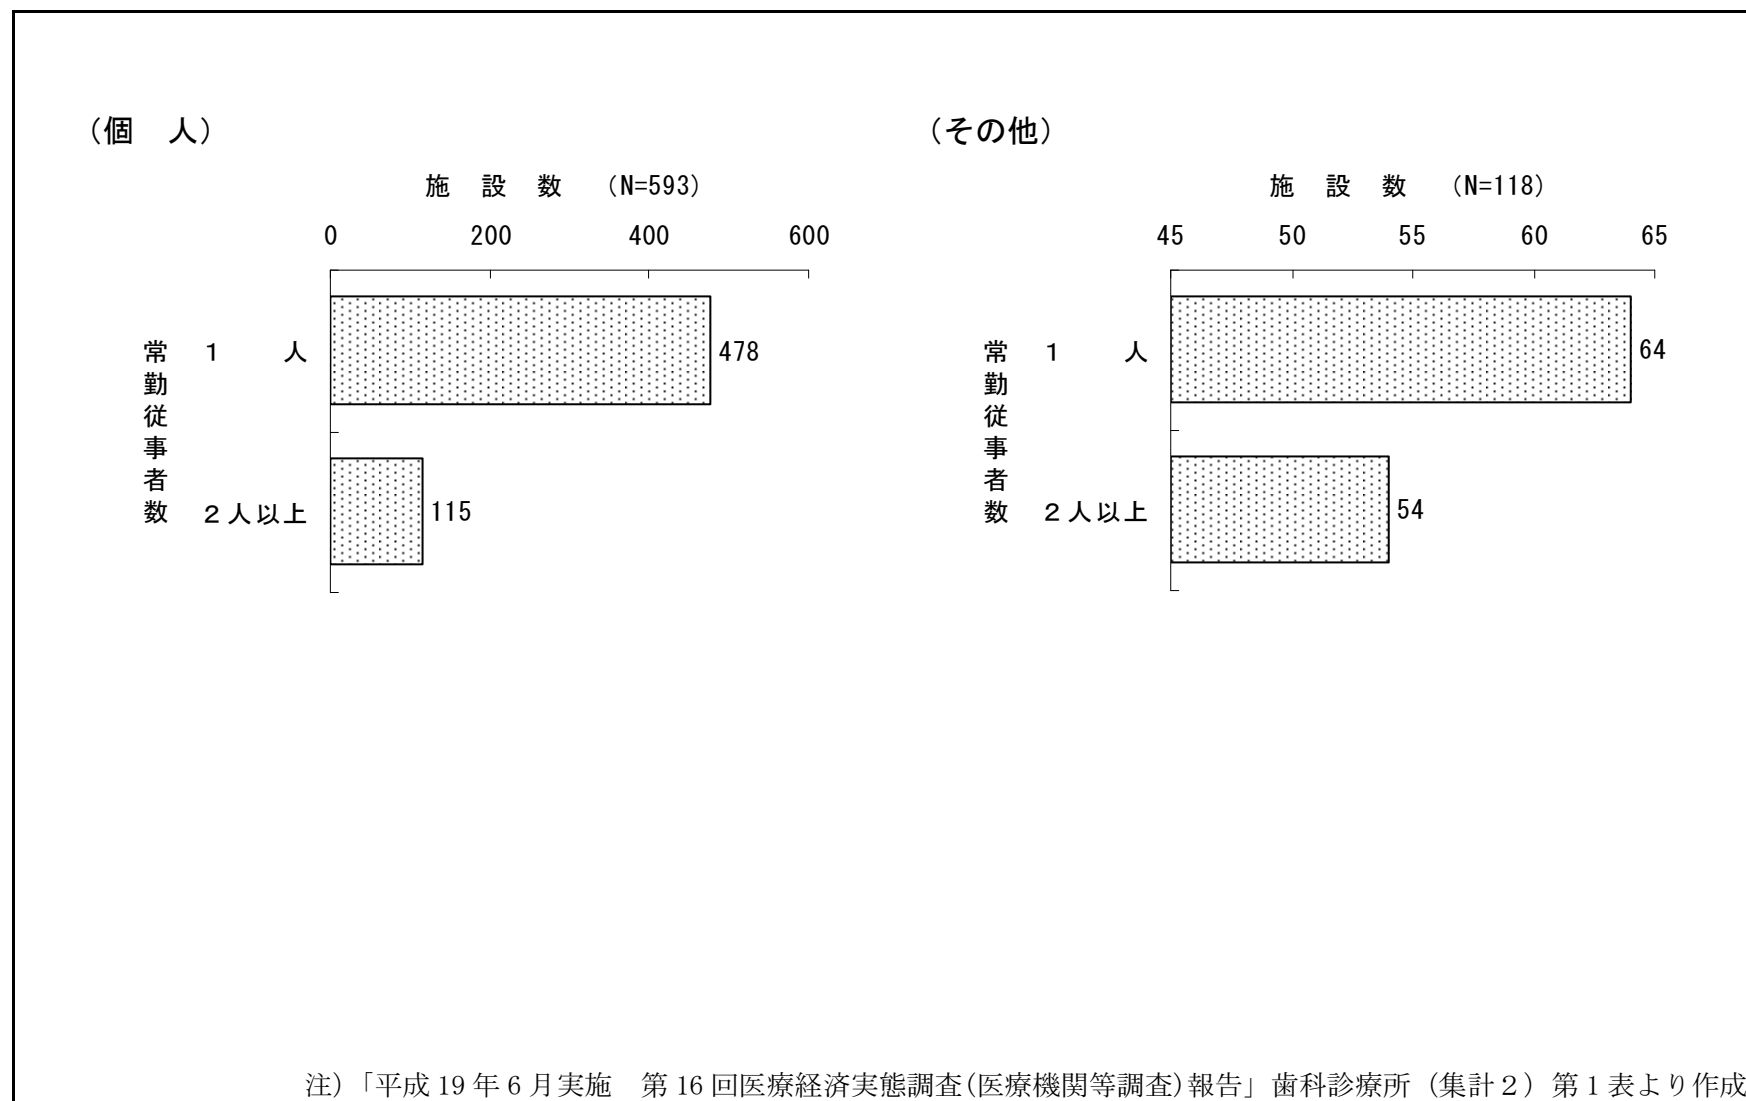 （個　人）
施　設　数　（N=593）
0 200 400 600
常勤従事者数
１　　人
478
２人以上
115
（その他）
施　設　数　（N=118）
45 50 55 60 65
常勤従事者数
１　　人
64
２人以上
54
注）「平成 19 年 6 月実施　第 16 回医療経済実態調査(医療機関等調査)報告」歯科診療所（集計２）第 1 表より作成